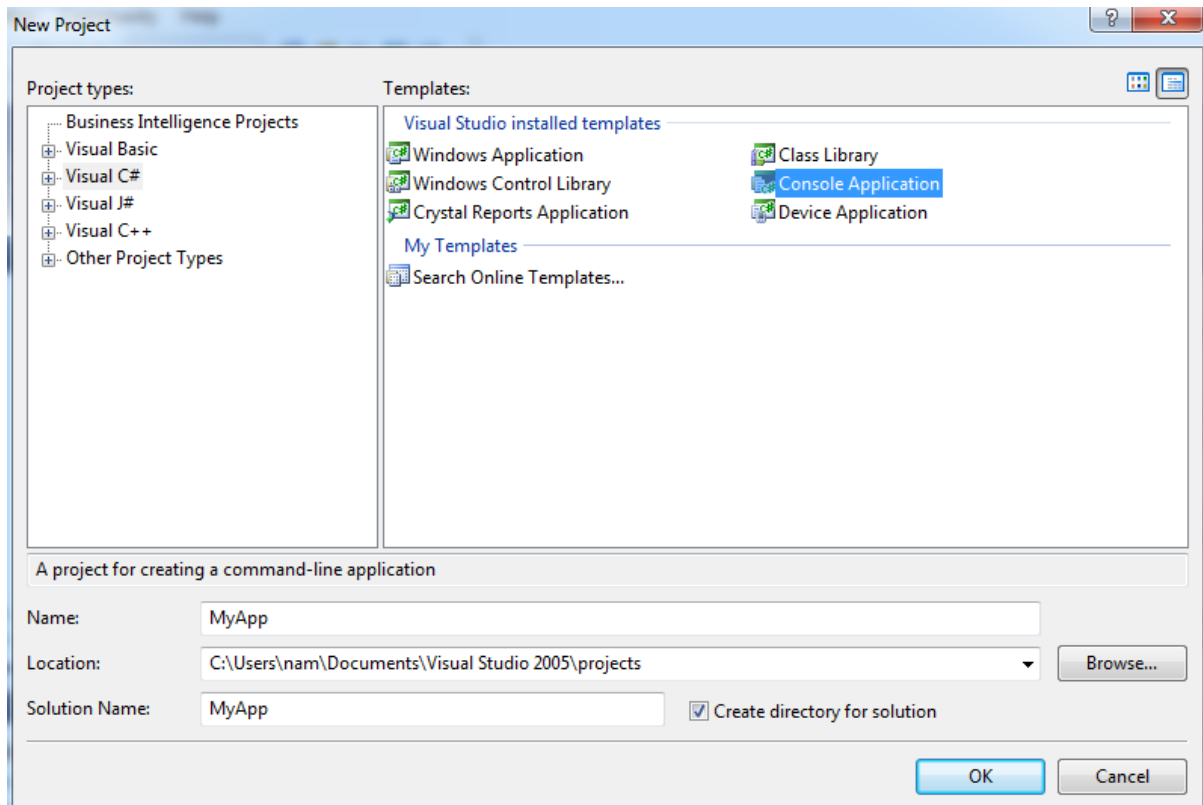 New Project
Project types:
Templates:
Business Intelligence Projects
Visual Basic
Visual C#
Visual J#
Visual C++
Other Project Types
Visual Studio installed templates
Windows Application
Class Library
Windows Control Library
Console Application
Crystal Reports Application
Device Application
My Templates
Search Online Templates...
A project for creating a command-line application
Name:
MyApp
Location:
C:\Users\nam\Documents\Visual Studio 2005\projects
Browse...
Solution Name:
MyApp
Create directory for solution
OK
Cancel